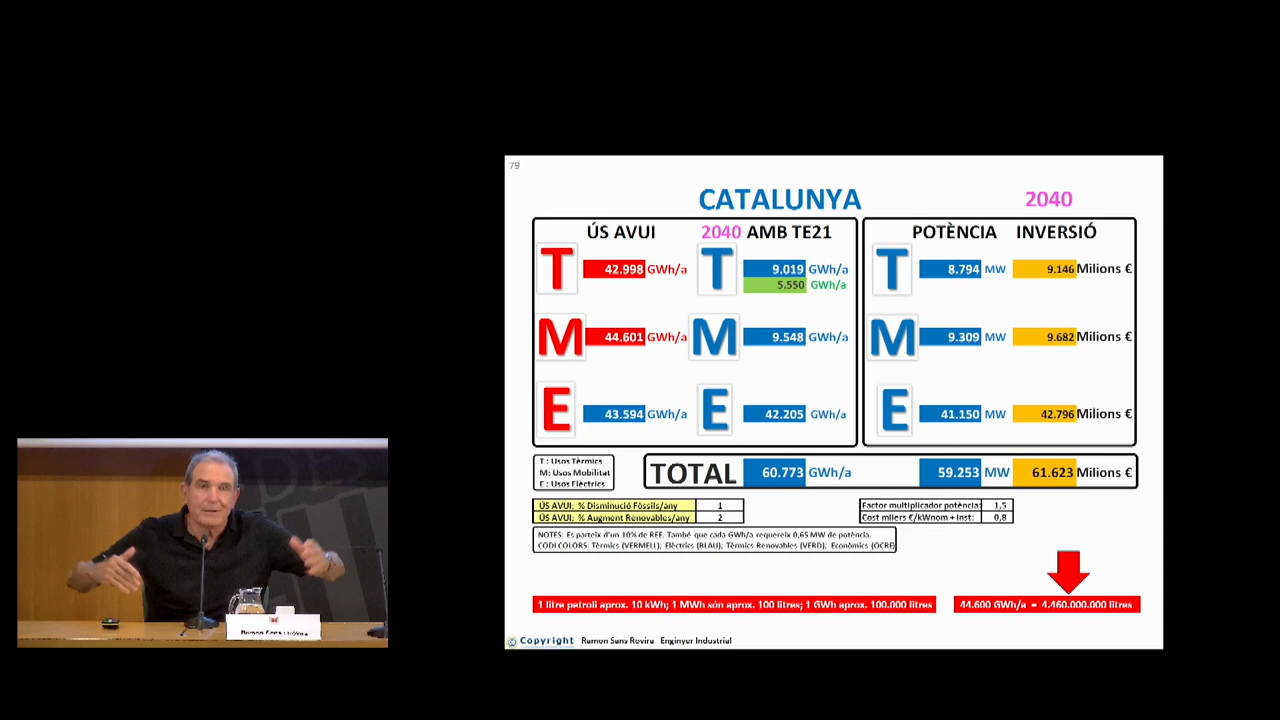 79
CATALUNYA 2040
ÚS AVUI 2040 AMB TE21 POTÈNCIA INVERSIÓ
T 42.998 GWh/a T 9.019 GWh/a T 8.794 MW 9.146 Milions €
5.550 GWh/a
M 44.601 GWh/a M 9.548 GWh/a M 9.309 MW 9.682 Milions €
E 43.594 GWh/a E 42.205 GWh/a E 41.150 MW 42.796 Milions €
T : Usos Tèrmics
M: Usos Mobilitat
E : Usos Elèctrics
TOTAL 60.773 GWh/a 59.253 MW 61.623 Milions €
ÚS AVUI: % Disminució Fòssils/any 1
ÚS AVUI: % Augment Renovables/any 2
Factor multiplicador potència: 1,5
Cost milers €/kWnom + inst: 0,8
NOTES: Es parteix d'un 10% de REE. També que cada GWh/a requereix 0,65 MW de potència.
CODI COLORS: Tèrmics (VERMELL); Elèctrics (BLAU); Tèrmics Renovables (VERD); Econòmics (OCRE)
1 litre petroli aprox. 10 kWh; 1 MWh són aprox. 100 litres; 1 GWh aprox. 100.000 litres
44.600 GWh/a = 4.460.000.000 litres
© Copyright Ramon Sans Rovira Enginyer Industrial
Ramon Sans Rovira